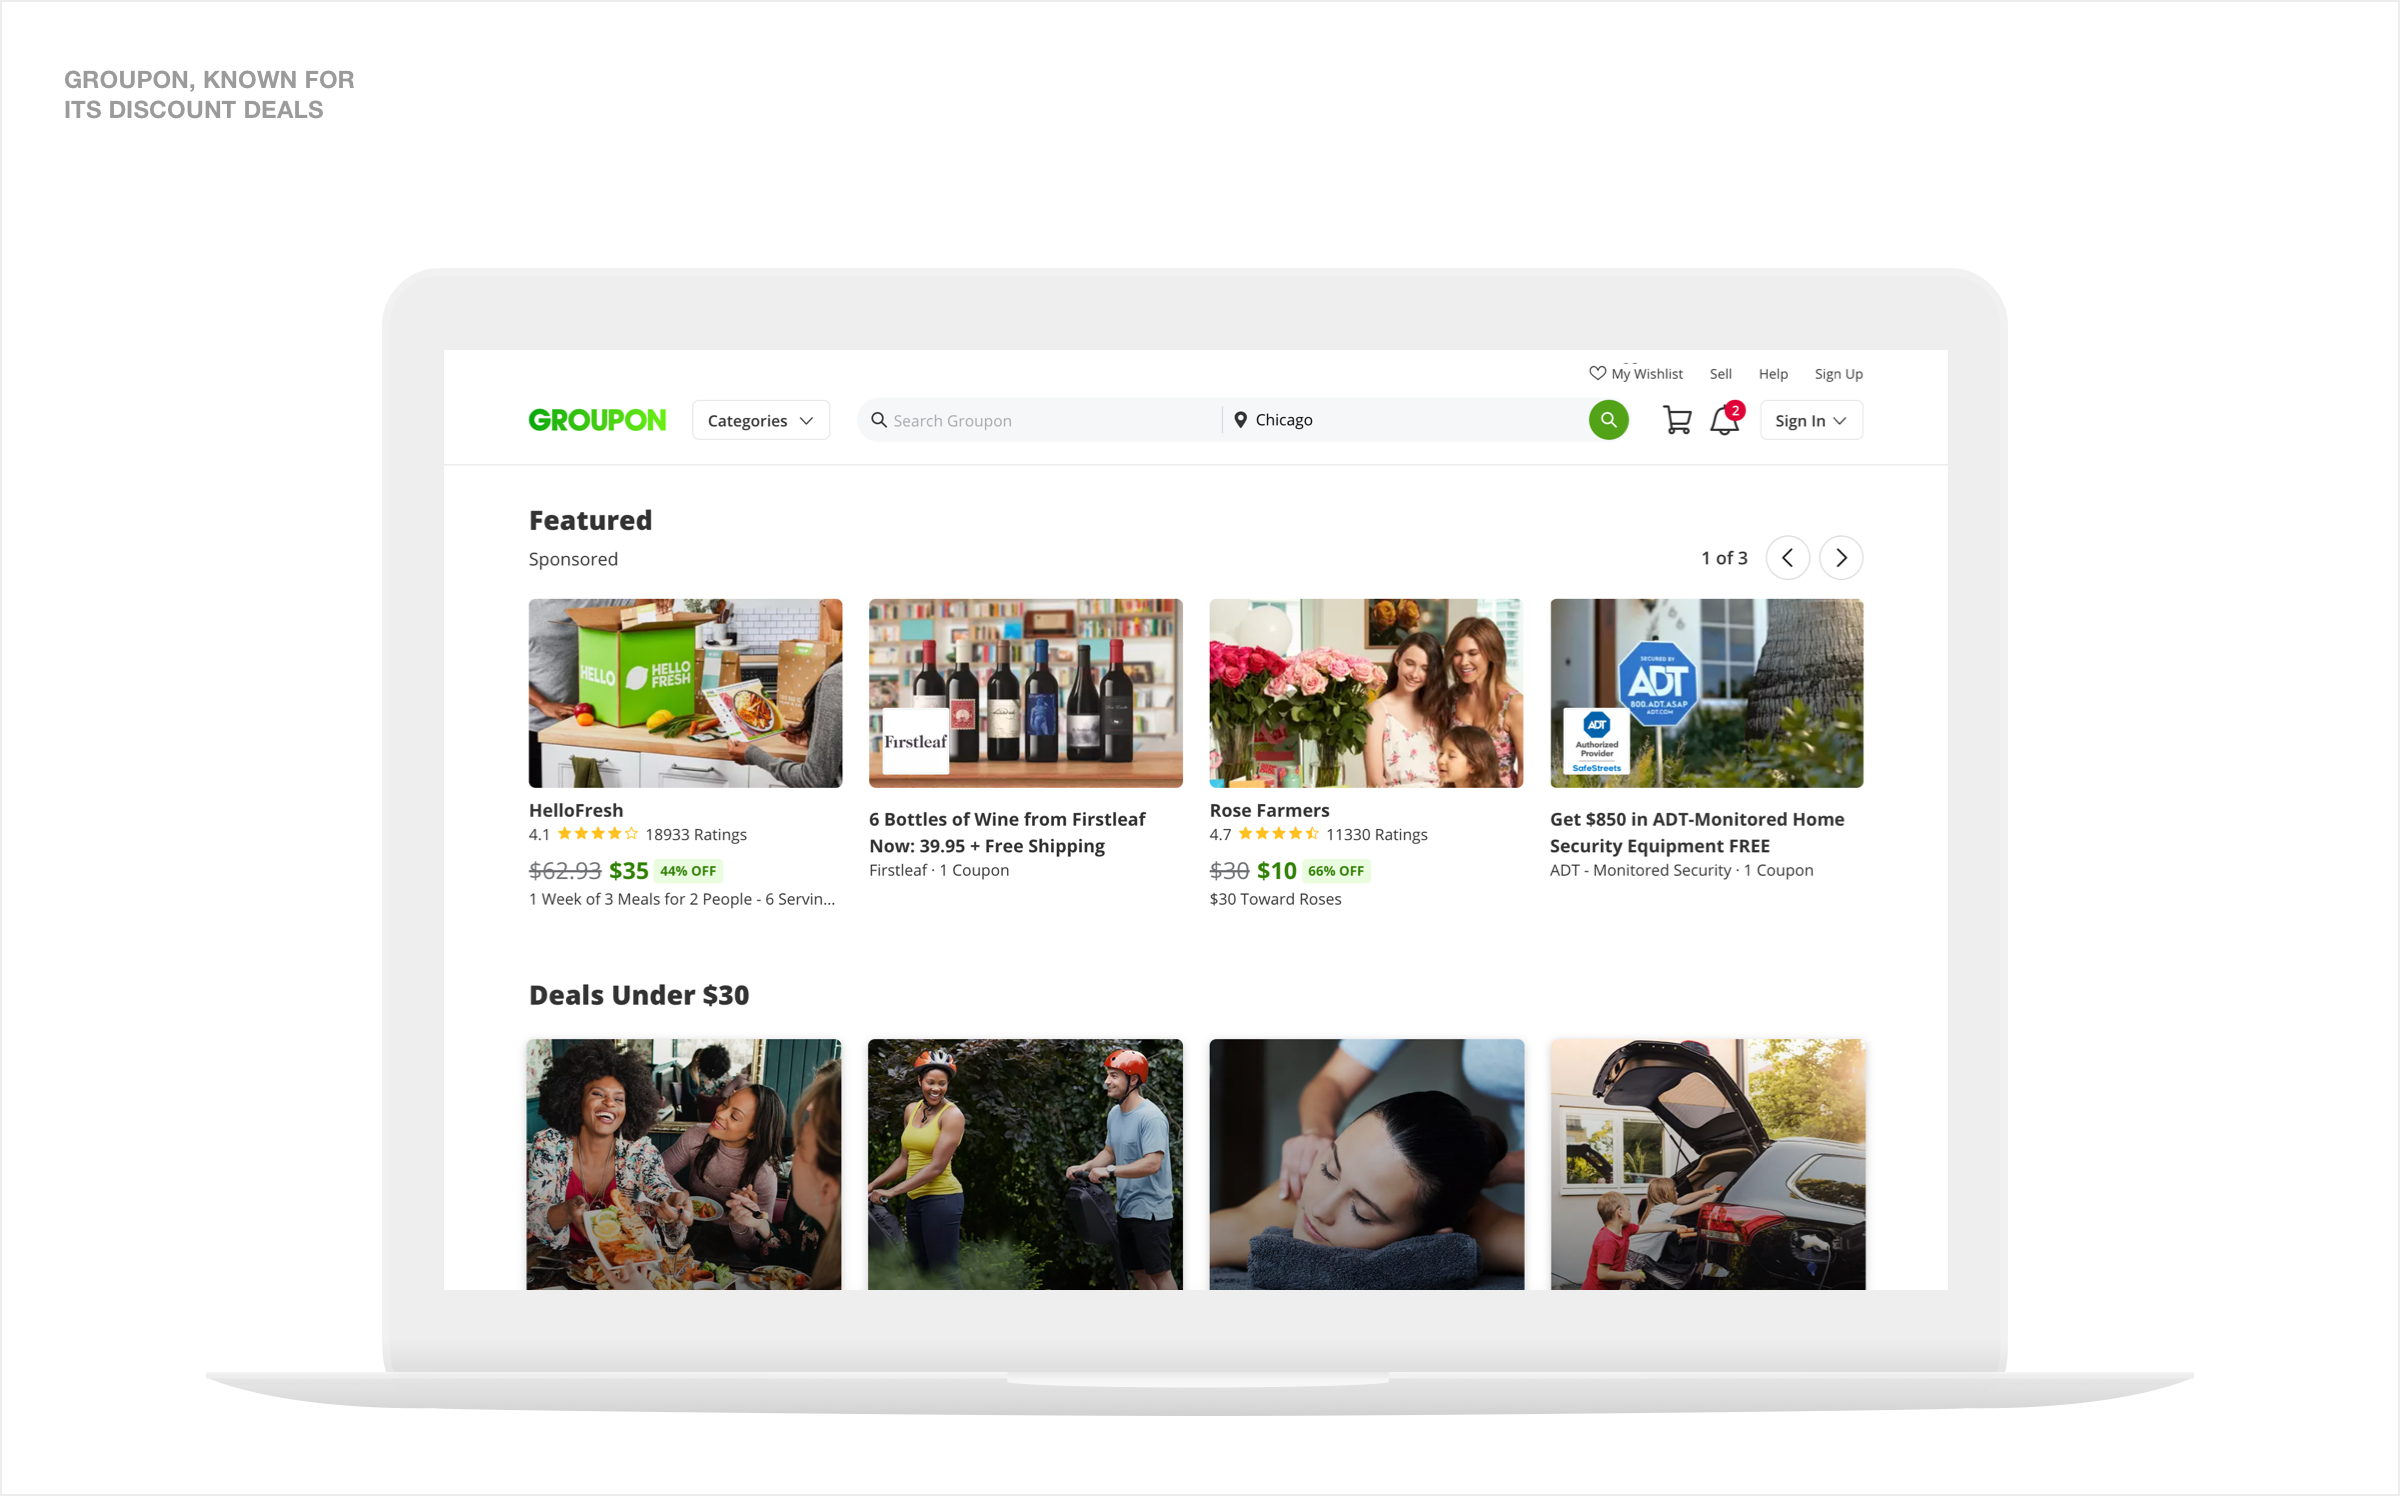 GROUPON, KNOWN FOR
ITS DISCOUNT DEALS
My Wishlist
Sell
Help
Sign Up
GROUPON
Categories
Search Groupon
Chicago
2
Sign In
Featured
Sponsored
1 of 3
HELLO
HELLO
FRESH
Firstleaf
SECURED BY
ADT
800.ADT.ASAP
ADT.COM
ADT
Authorized
Provider
SafeStreets
HelloFresh
4.1 18933 Ratings
$62.93 $35 44% OFF
1 Week of 3 Meals for 2 People - 6 Servin...
6 Bottles of Wine from Firstleaf
Now: 39.95 + Free Shipping
Firstleaf · 1 Coupon
Rose Farmers
4.7 11330 Ratings
$30 $10 66% OFF
$30 Toward Roses
Get $850 in ADT-Monitored Home
Security Equipment FREE
ADT - Monitored Security · 1 Coupon
Deals Under $30